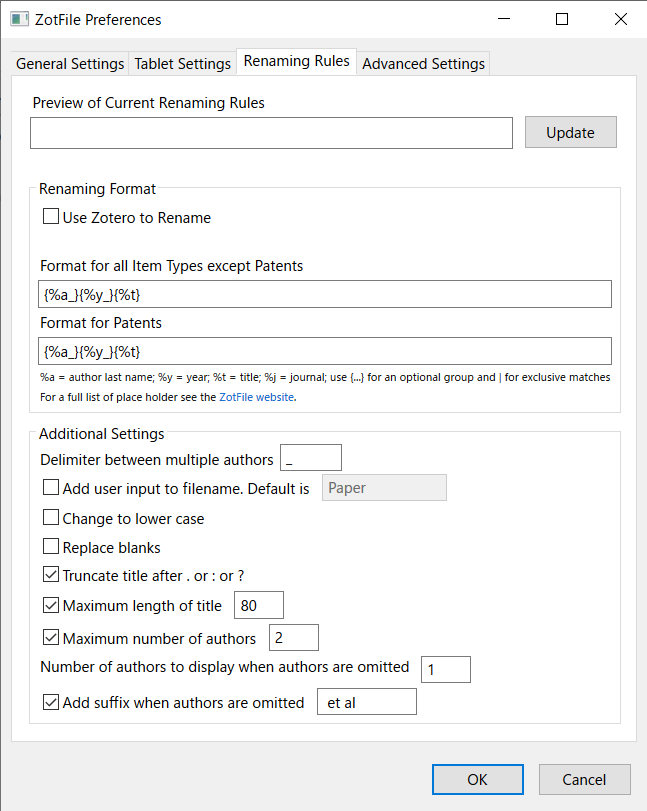 ZotFile Preferences
General Settings Tablet Settings Renaming Rules Advanced Settings
Preview of Current Renaming Rules
Update
Renaming Format
Use Zotero to Rename
Format for all Item Types except Patents
{%a_}{%y_}{%t}
Format for Patents
{%a_}{%y_}{%t}
%a = author last name; %y = year; %t = title; %j = journal; use {...} for an optional group and | for exclusive matches
For a full list of place holder see the ZotFile website.
Additional Settings
Delimiter between multiple authors _
Add user input to filename. Default is Paper
Change to lower case
Replace blanks
Truncate title after . or : or ?
Maximum length of title 80
Maximum number of authors 2
Number of authors to display when authors are omitted 1
Add suffix when authors are omitted et al
OK Cancel